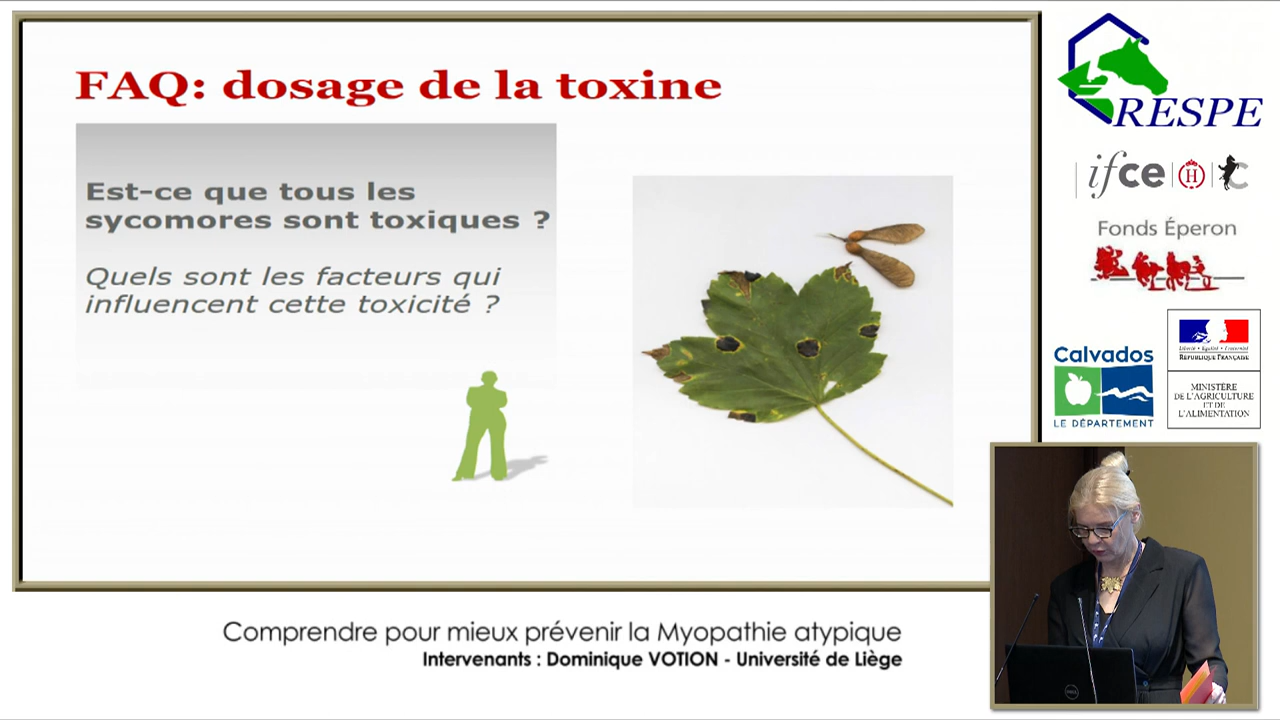 FAQ: dosage de la toxine
Est-ce que tous les
sycomores sont toxiques ?
Quels sont les facteurs qui
influencent cette toxicité ?
RESPE
ifce
H
Fonds Éperon
Calvados
LE DÉPARTEMENT
Liberté • Égalité • Fraternité
RÉPUBLIQUE FRANÇAISE
MINISTÈRE
DE L'AGRICULTURE
ET DE
L'ALIMENTATION
Comprendre pour mieux prévenir la Myopathie atypique
Intervenants : Dominique VOTION - Université de Liège
DELL